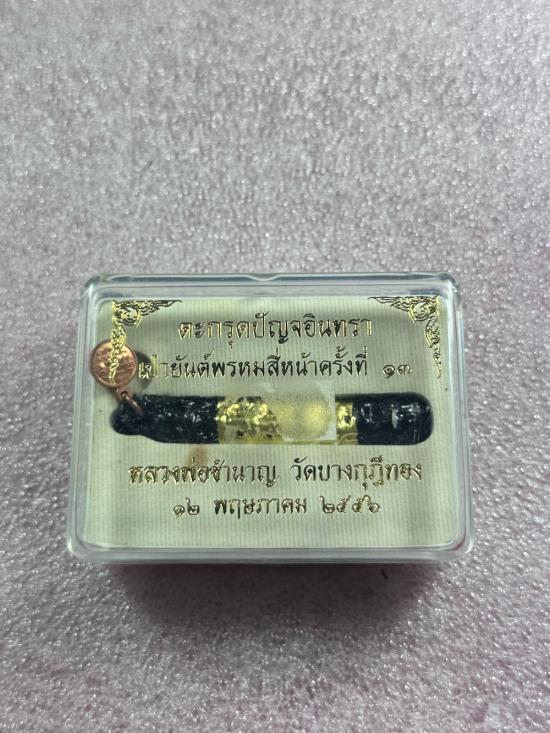 ตะกรุดปัญจอินทรา
เป่ายันต์พรหมสี่หน้าครั้งที่ ๑๓
หลวงพ่อชำนาญ วัดบางกุฎีทอง
๑๒ พฤษภาคม ๒๕๕๖